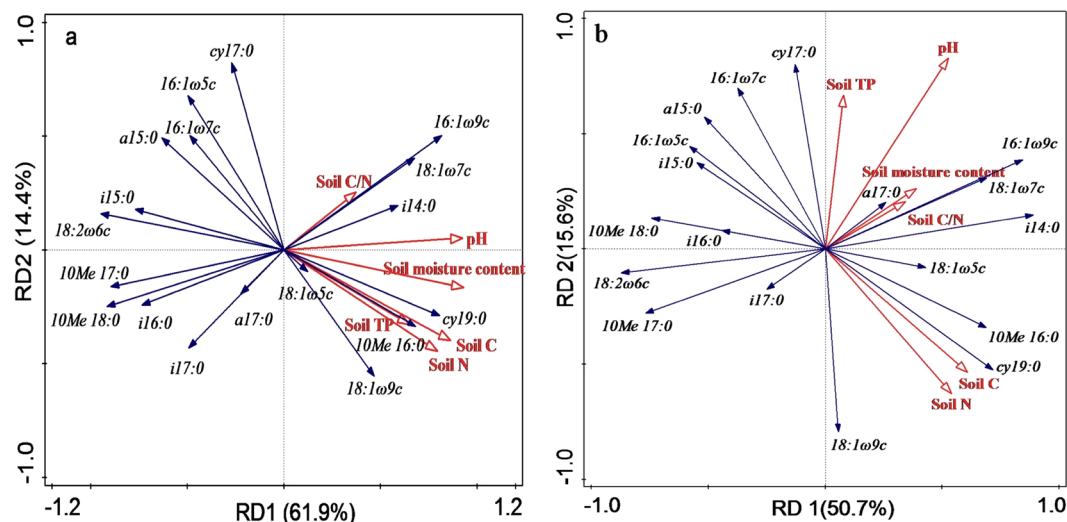 a
1.0
cy17:0
16:1ω5c
16:1ω7c
a15:0
16:1ω9c
18:1ω7c
Soil C/N
i15:0
i14:0
18:2ω6c
pH
10Me 17:0
Soil moisture content
18:1ω5c
10Me 18:0
i16:0
a17:0
cy19:0
Soil TP
10Me 16:0
Soil C
Soil N
i17:0
18:1ω9c
RD2 (14.4%)
-1.0
-1.2
RD1 (61.9%)
1.2
b
1.0
cy17:0
pH
16:1ω7c
Soil TP
a15:0
16:1ω5c
16:1ω9c
i15:0
Soil moisture content
18:1ω7c
a17:0
Soil C/N
10Me 18:0
i14:0
i16:0
18:1ω5c
18:2ω6c
i17:0
10Me 17:0
10Me 16:0
cy19:0
Soil C
Soil N
18:1ω9c
RD 2(15.6%)
-1.0
-1.0
RD 1(50.7%)
1.0